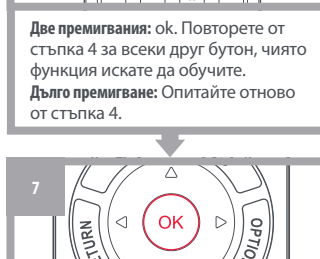 Две премигвания: ok. Повторете от
стъпка 4 за всеки друг бутон, чиято
функция искате да обучите.
Дълго премигване: Опитайте отново
от стъпка 4.
7
OK